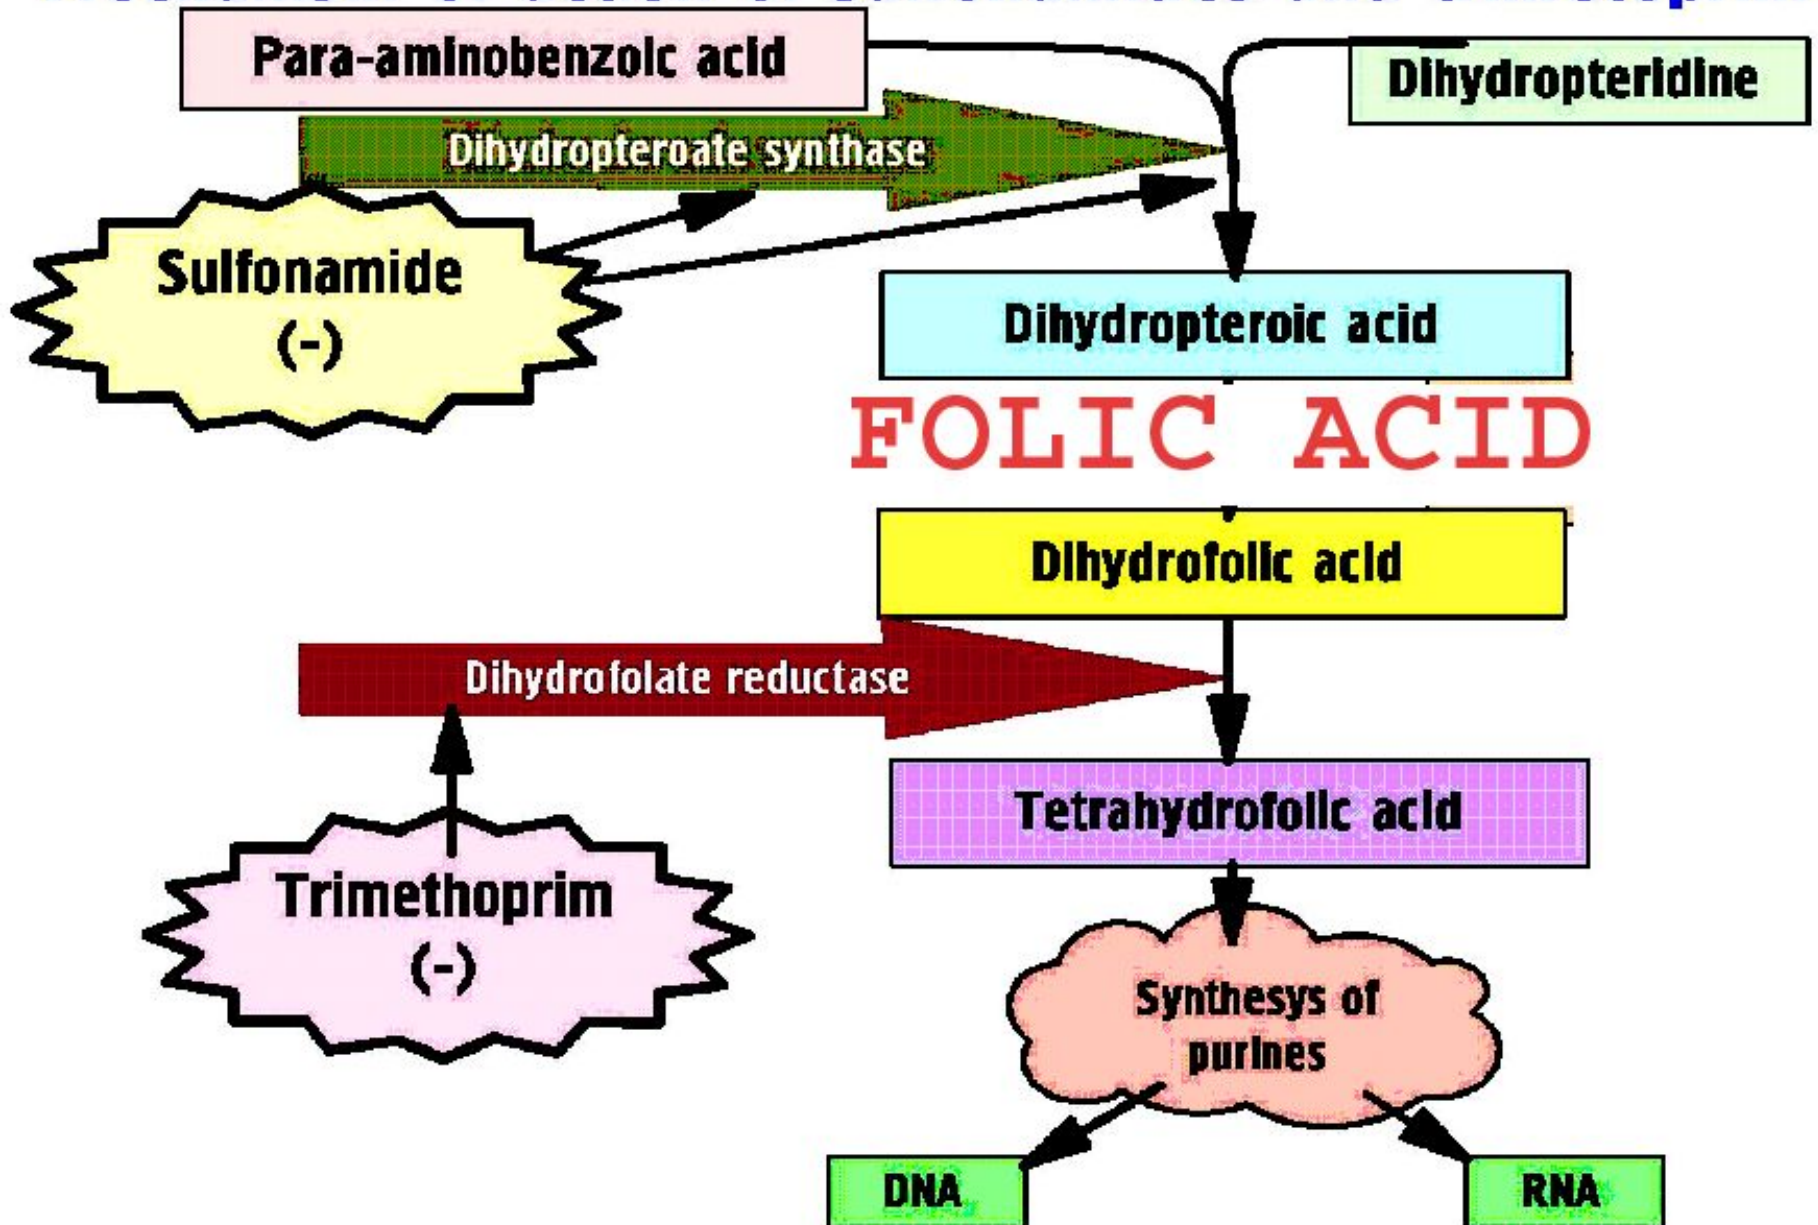 Para-aminobenzoic acid
Dihydropteridine
Dihydropteroate synthase
Sulfonamide
(-)
Dihydropteroic acid
FOLIC ACID
Dihydrofolic acid
Dihydrofolate reductase
Tetrahydrofolic acid
Trimethoprim
(-)
Synthesys of
purines
DNA
RNA